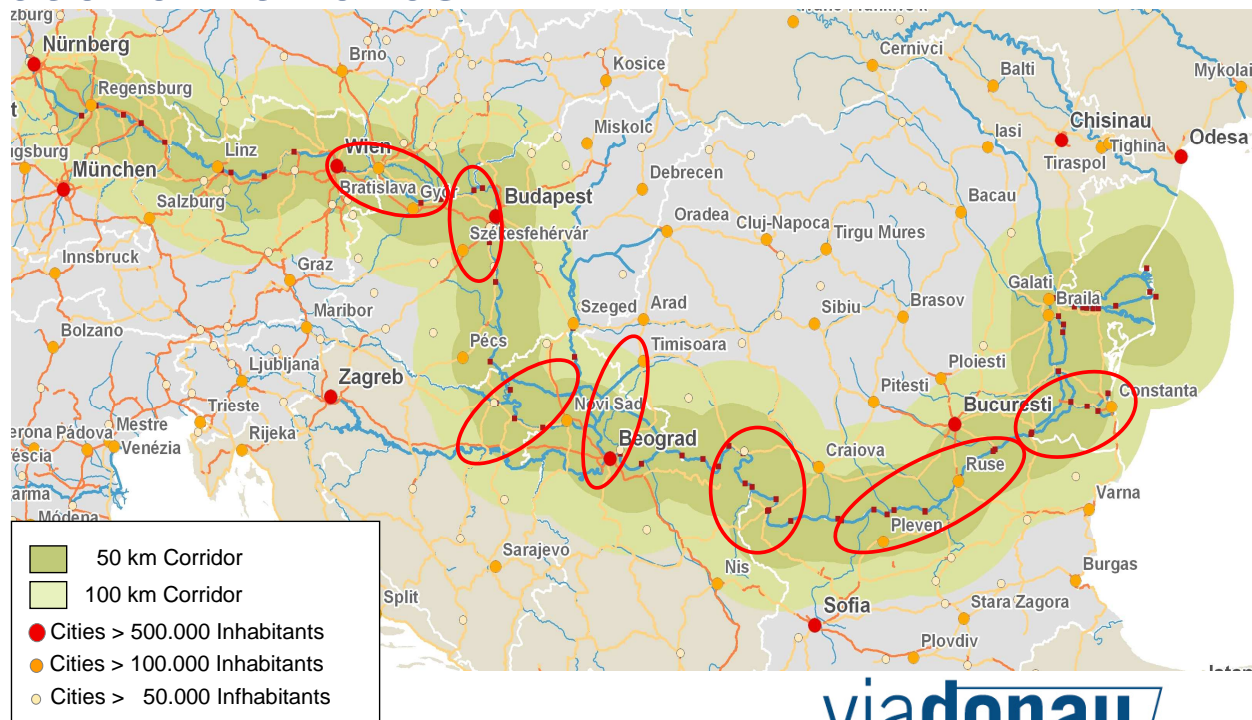 Nürnberg
Brno
Kosice
Cernivci
Balti
Mykolai
Regensburg
Miskolc
Iasi
Chisinau
Tighina
Odesa
Tiraspol
Linz
Wien
München
Bratislava
Györ
Budapest
Debrecen
Salzburg
Oradea
Cluj-Napoca
Tirgu Mures
Bacau
Székesfehérvár
Innsbruck
Graz
Maribor
Szeged
Arad
Sibiu
Brasov
Galati
Braila
Bolzano
Pécs
Timisoara
Ljubljana
Zagreb
Ploiesti
Pitesti
Constanta
Trieste
Novi Sad
Bucuresti
Pádova
Mestre
Venézia
Rijeka
Beograd
Craiova
Ruse
Varna
Módena
Pleven
Sarajevo
Nis
Burgas
Split
Sofia
Stara Zagora
Plovdiv
50 km Corridor
100 km Corridor
Cities > 500.000 Inhabitants
Cities > 100.000 Inhabitants
Cities > 50.000 Infhabitants
viadonau